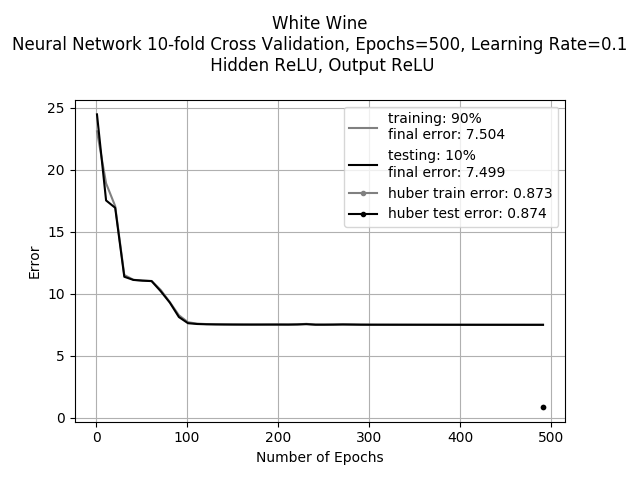 White Wine
Neural Network 10-fold Cross Validation, Epochs=500, Learning Rate=0.1
Hidden ReLU, Output ReLU
25
training: 90%
final error: 7.504
testing: 10%
final error: 7.499
huber train error: 0.873
huber test error: 0.874
20
15
Error
10
5
0
0 100 200 300 400 500
Number of Epochs